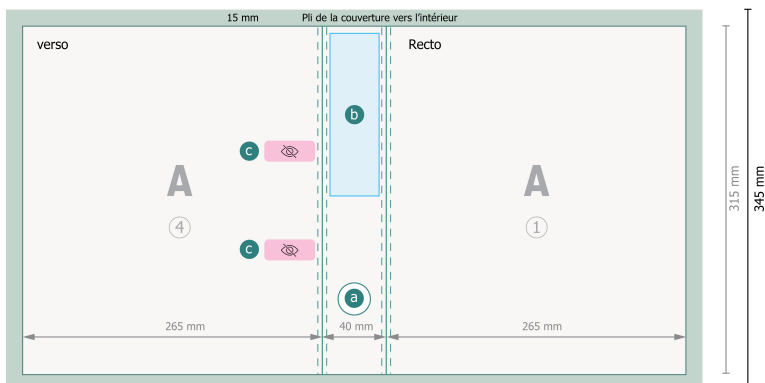 15 mm
Pli de la couverture vers l'intérieur
verso
Recto
b
c
A
A
315 mm
345 mm
4
1
c
a
265 mm
40 mm
265 mm